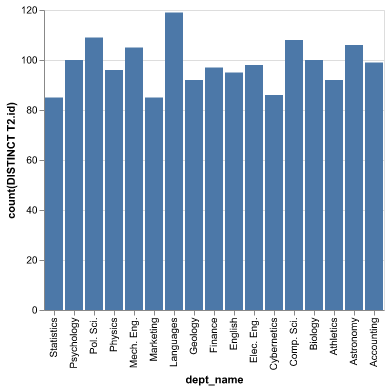 120
100
80
60
40
20
0
count(DISTINCT T2.id)
Statistics
Psychology
Pol. Sci.
Physics
Mech. Eng.
Marketing
Languages
Geology
Finance
English
Elec. Eng.
Cybernetics
Comp. Sci.
Biology
Athletics
Astronomy
Accounting
dept_name